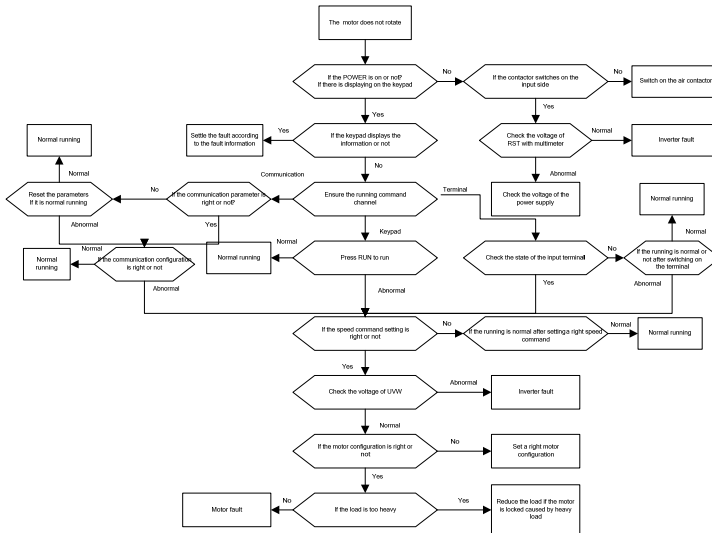 The motor does not rotate
If the POWER is on or not?
If there is displaying on the keypad
No
If the contactor switches on the
input side
No
Switch on the air contactor
Yes
Yes
Settle the fault according
to the fault information
Yes
If the keypad displays the
information or not
Check the voltage of
RST with multimeter
Normal
Inverter fault
Normal running
No
Abnormal
Normal
Communication
Reset the parameters
If it is normal running
No
If the communication parameter is
right or not?
Ensure the running command
channel
Terminal
Check the voltage of the
power supply
Normal running
Abnormal
Yes
Keypad
Normal
Normal
running
Normal
If the communication configuration
is right or not
Normal running
Normal
Press RUN to run
Check the state of the input terminal
No
If the running is normal or
not after switching on
the terminal
Abnormal
Abnormal
Yes
Abnormal
If the speed command setting is
right or not
No
If the running is normal after setting a right speed
command
Normal
Normal running
Yes
Check the voltage of UVW
Abnormal
Inverter fault
Normal
If the motor configuration is right or
not
No
Set a right motor
configuration
Yes
Motor fault
No
If the load is too heavy
Yes
Reduce the load if the motor
is locked caused by heavy
load